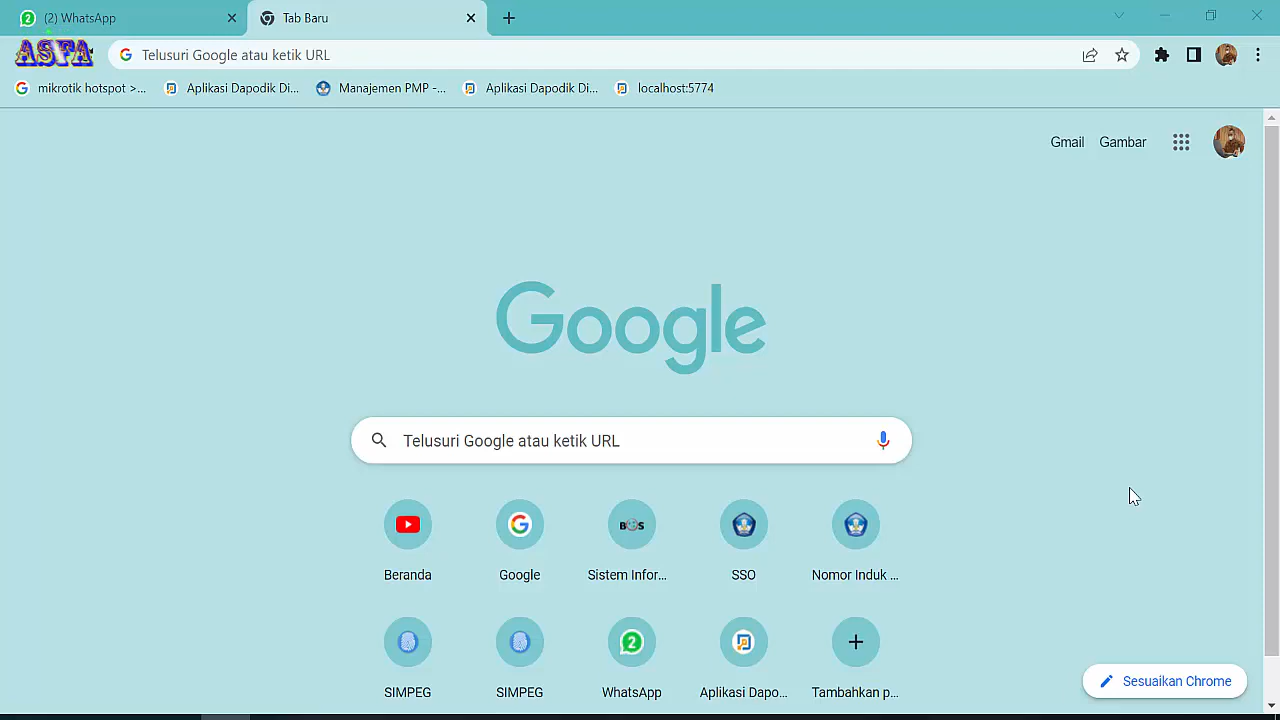 (2) WhatsApp
Tab Baru
ASFA
Telusuri Google atau ketik URL
mikrotik hotspot >...
Aplikasi Dapodik Di...
Manajemen PMP -...
Aplikasi Dapodik Di...
localhost:5774
Gmail
Gambar
Google
Telusuri Google atau ketik URL
BOS
Beranda
Google
Sistem Infor...
SSO
Nomor Induk ...
2
SIMPEG
SIMPEG
WhatsApp
Aplikasi Dapo...
Tambahkan p...
Sesuaikan Chrome